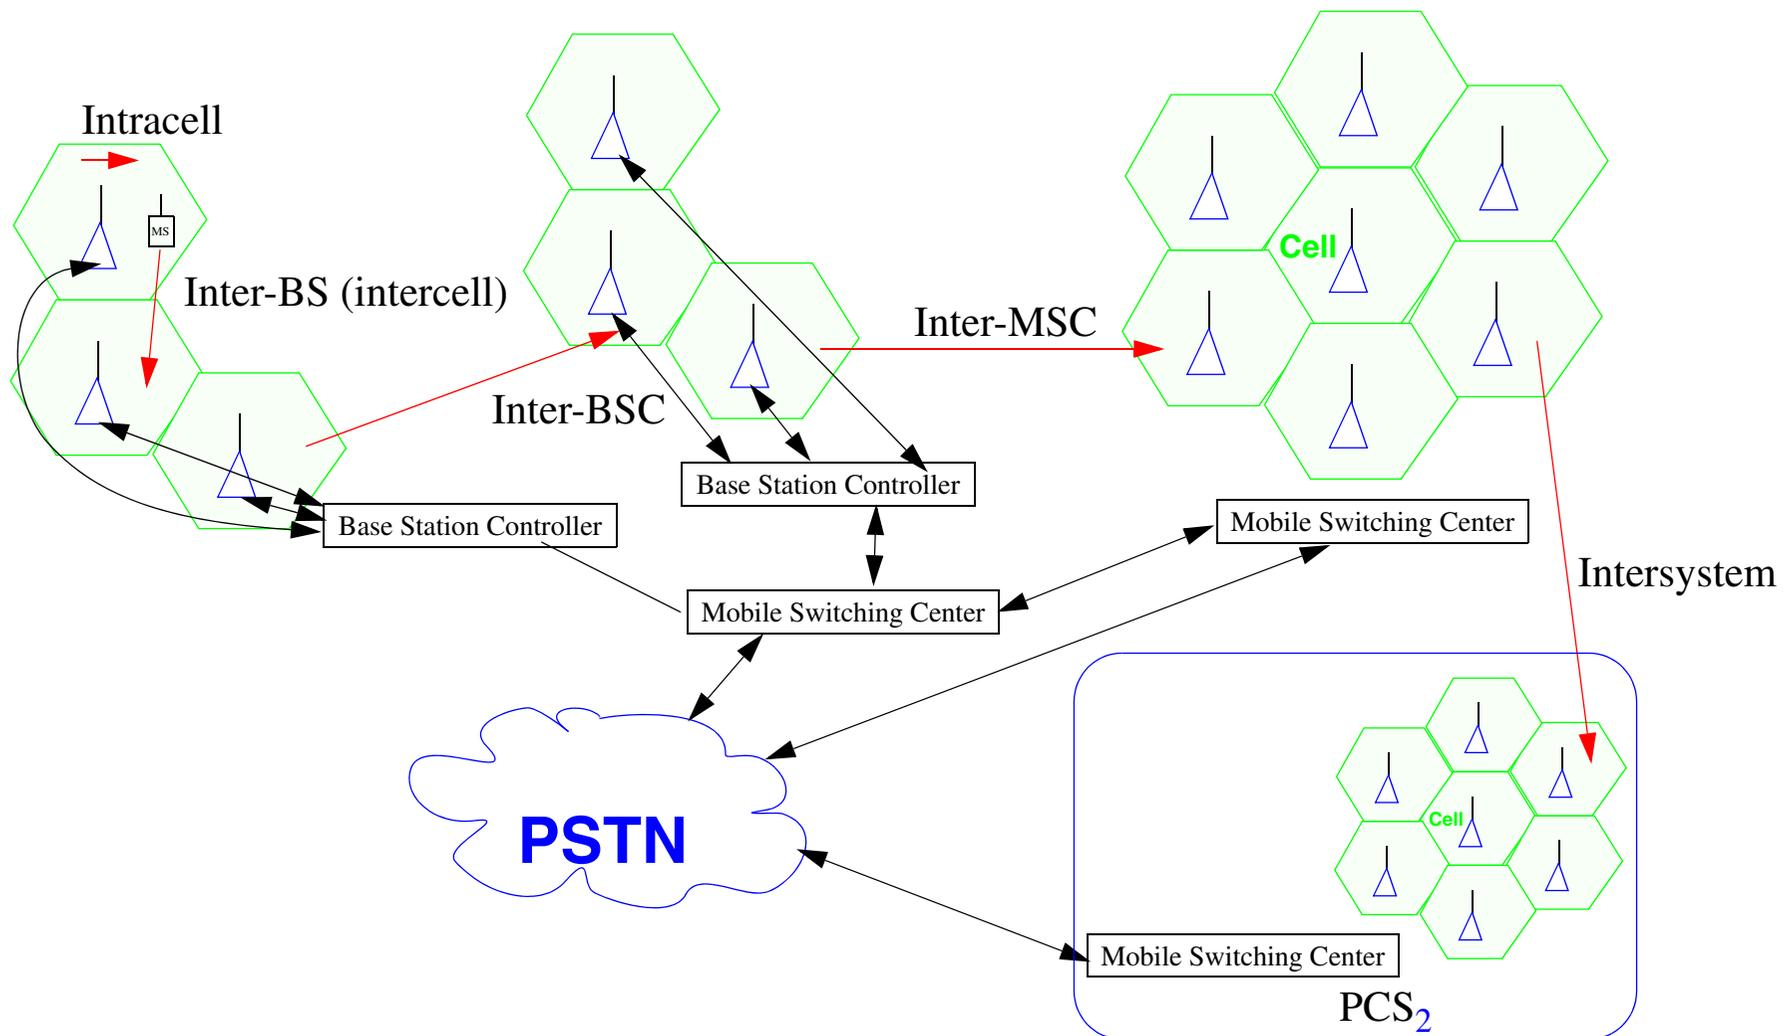 Intracell
MS
Inter-BS (intercell)
Cell
Inter-MSC
Inter-BSC
Base Station Controller
Base Station Controller
Mobile Switching Center
Intersystem
Mobile Switching Center
PSTN
Cell
Mobile Switching Center
PCS₂